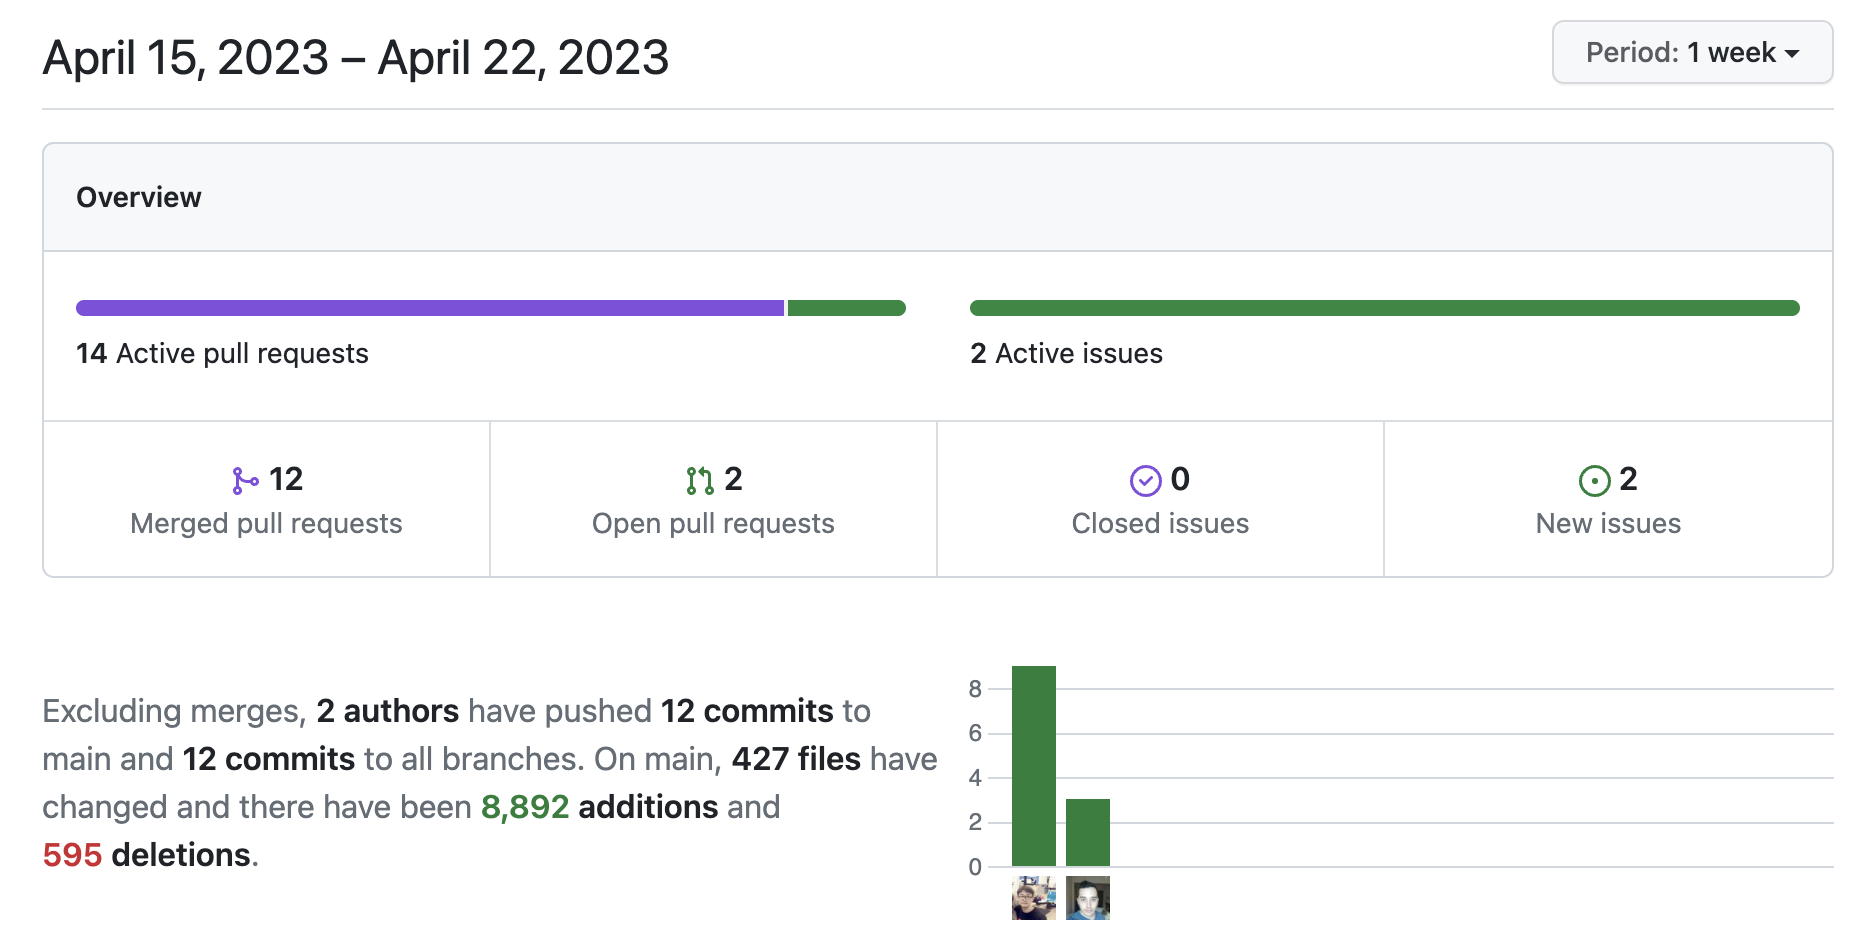 April 15, 2023 – April 22, 2023
Period: 1 week
Overview
14 Active pull requests
2 Active issues
12
Merged pull requests
2
Open pull requests
0
Closed issues
2
New issues
Excluding merges, 2 authors have pushed 12 commits to
main and 12 commits to all branches. On main, 427 files have
changed and there have been 8,892 additions and
595 deletions.
8
6
4
2
0